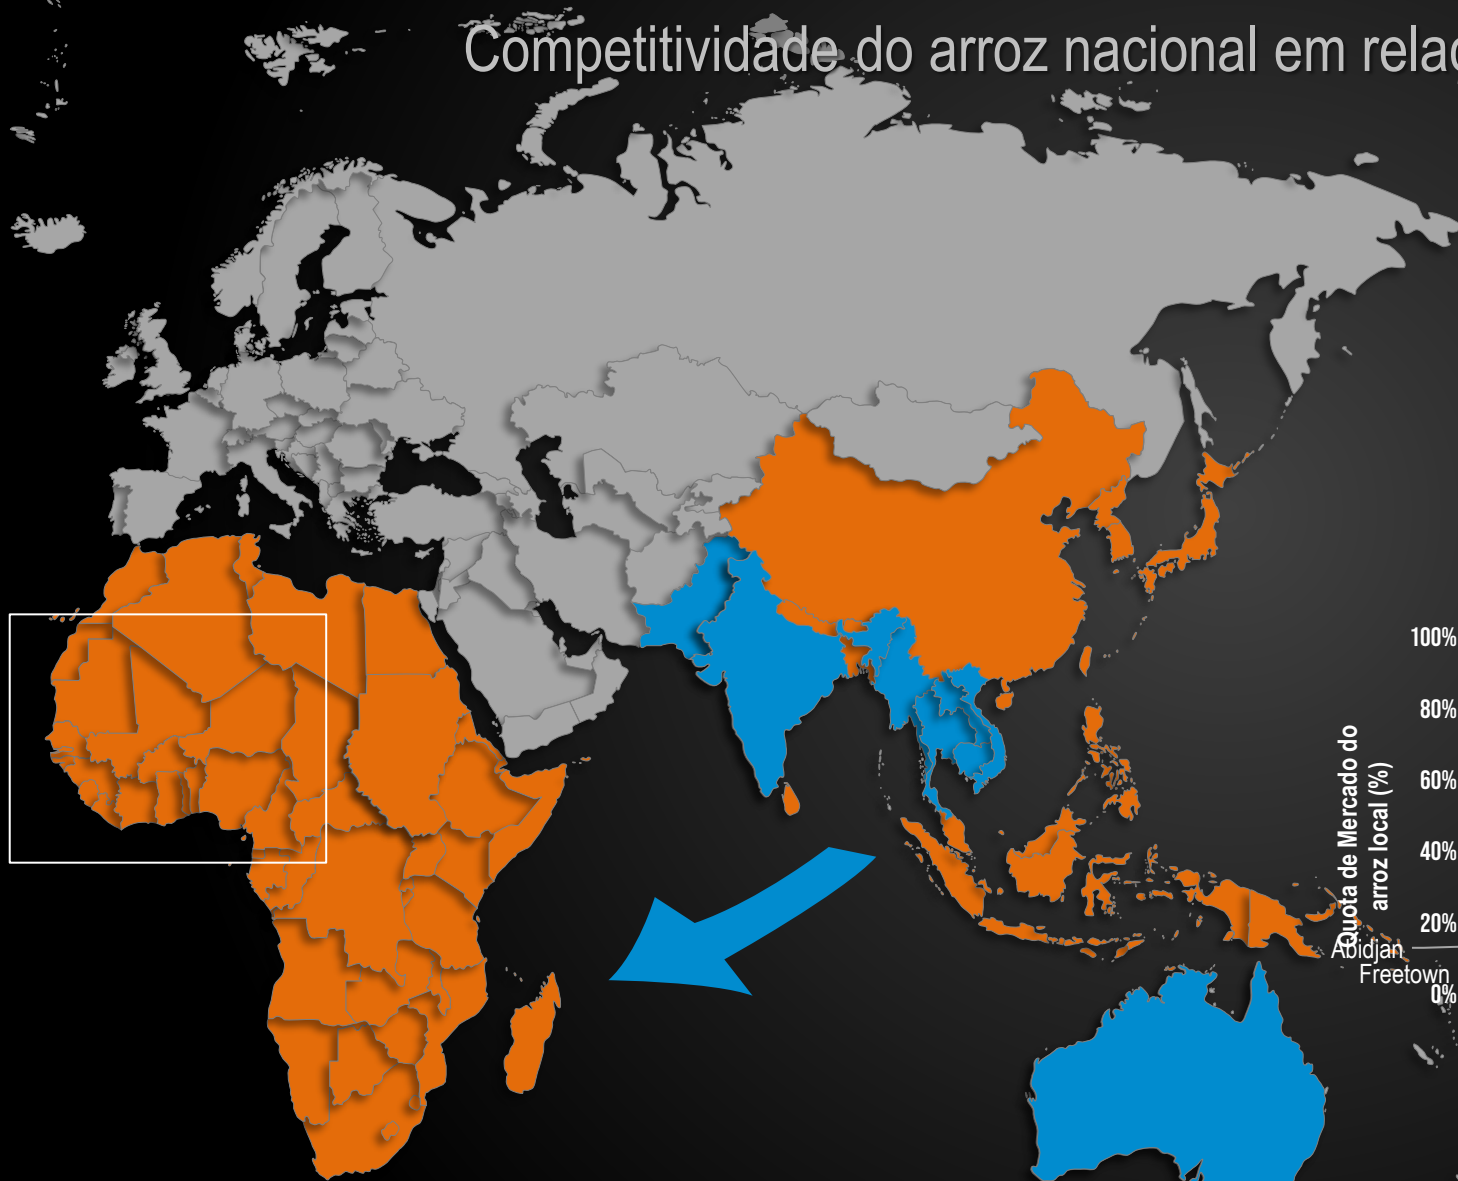 Competitividade do arroz nacional em relaç
100%
80%
60%
40%
20%
0%
Quota de Mercado do
arroz local (%)
Abidjan
Freetown